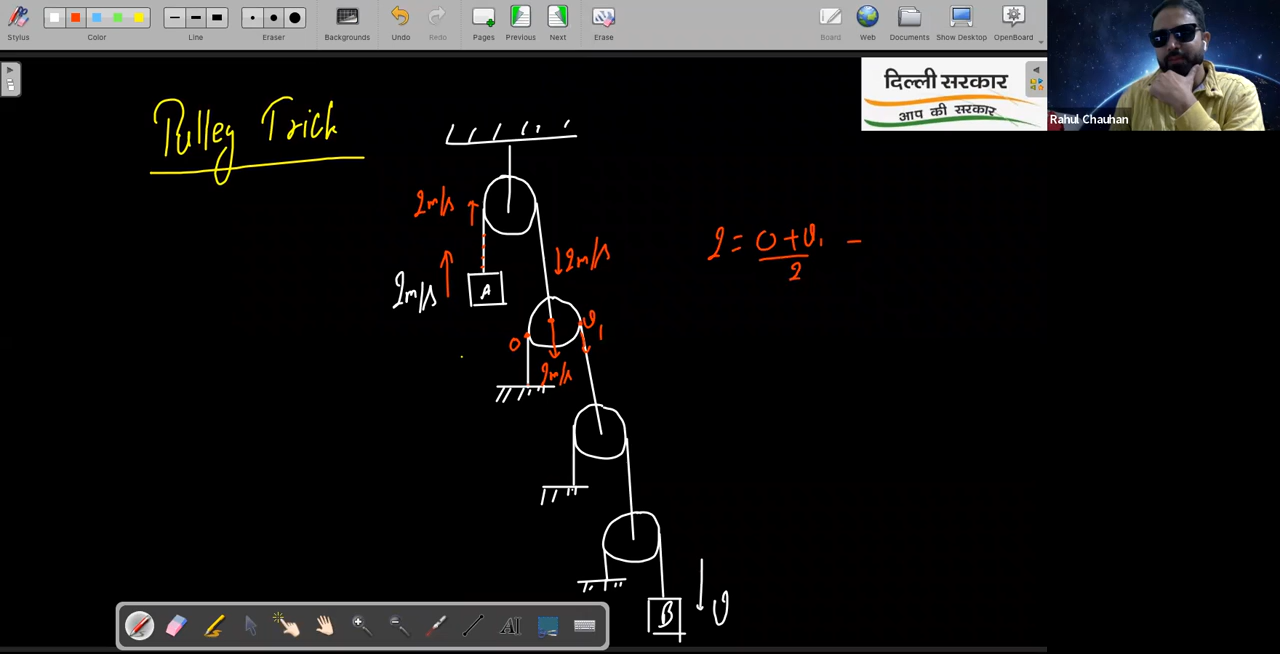 Stylus
Color
Line
Eraser
Backgrounds
Undo
Redo
Pages
Previous
Next
Erase
Board
Web
Documents
Show Desktop
OpenBoard
दिल्ली सरकार
आप की सरकार
Rahul Chauhan
Pulley Trick
2m/s
2m/s
A
2m/s
2 = 0 + v₁ -
2
0
v₁
2m/s
B
v
AI